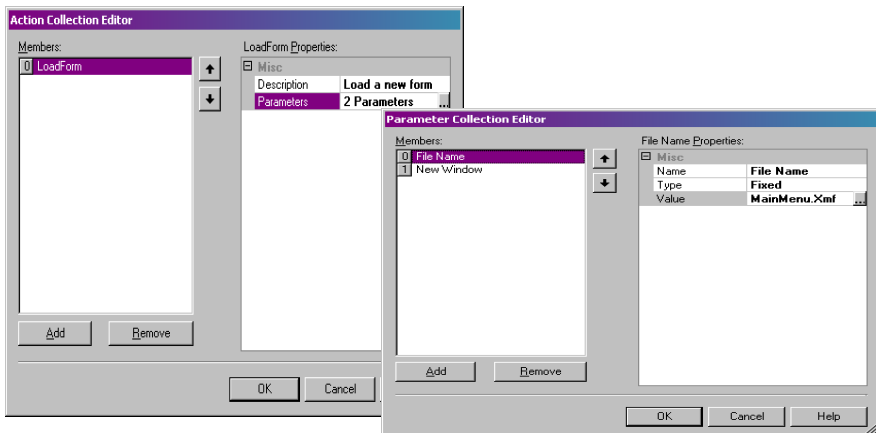 Action Collection Editor
Members:
0 LoadForm
LoadForm Properties:
Misc
Description Load a new form
Parameters 2 Parameters ...
Add Remove
OK Cancel
Parameter Collection Editor
Members:
0 File Name
1 New Window
File Name Properties:
Misc
Name File Name
Type Fixed
Value MainMenu.Xmf ...
Add Remove
OK Cancel Help